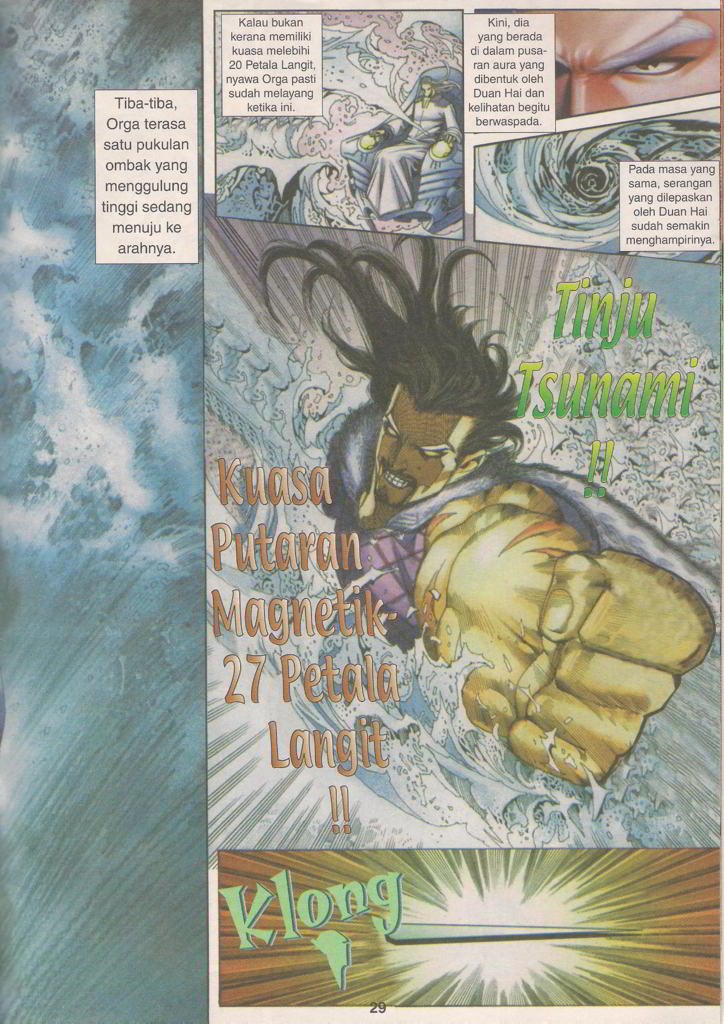 Tiba-tiba,
Orga terasa
satu pukulan
ombak yang
menggulung
tinggi sedang
menuju ke
arahnya.
Kalau bukan
kerana memiliki
kuasa melebihi
20 Petala Langit,
nyawa Orga pasti
sudah melayang
ketika ini.
Kini, dia
yang berada
di dalam pusa-
ran aura yang
dibentuk oleh
Duan Hai dan
kelihatan begitu
berwaspada.
Pada masa yang
sama, serangan
yang dilepaskan
oleh Duan Hai
sudah semakin
menghampirinya.
Tinju
Tsunami
!!
Kuasa
Putaran
Magnetik-
27 Petala
Langit
!!
Klong
!
29